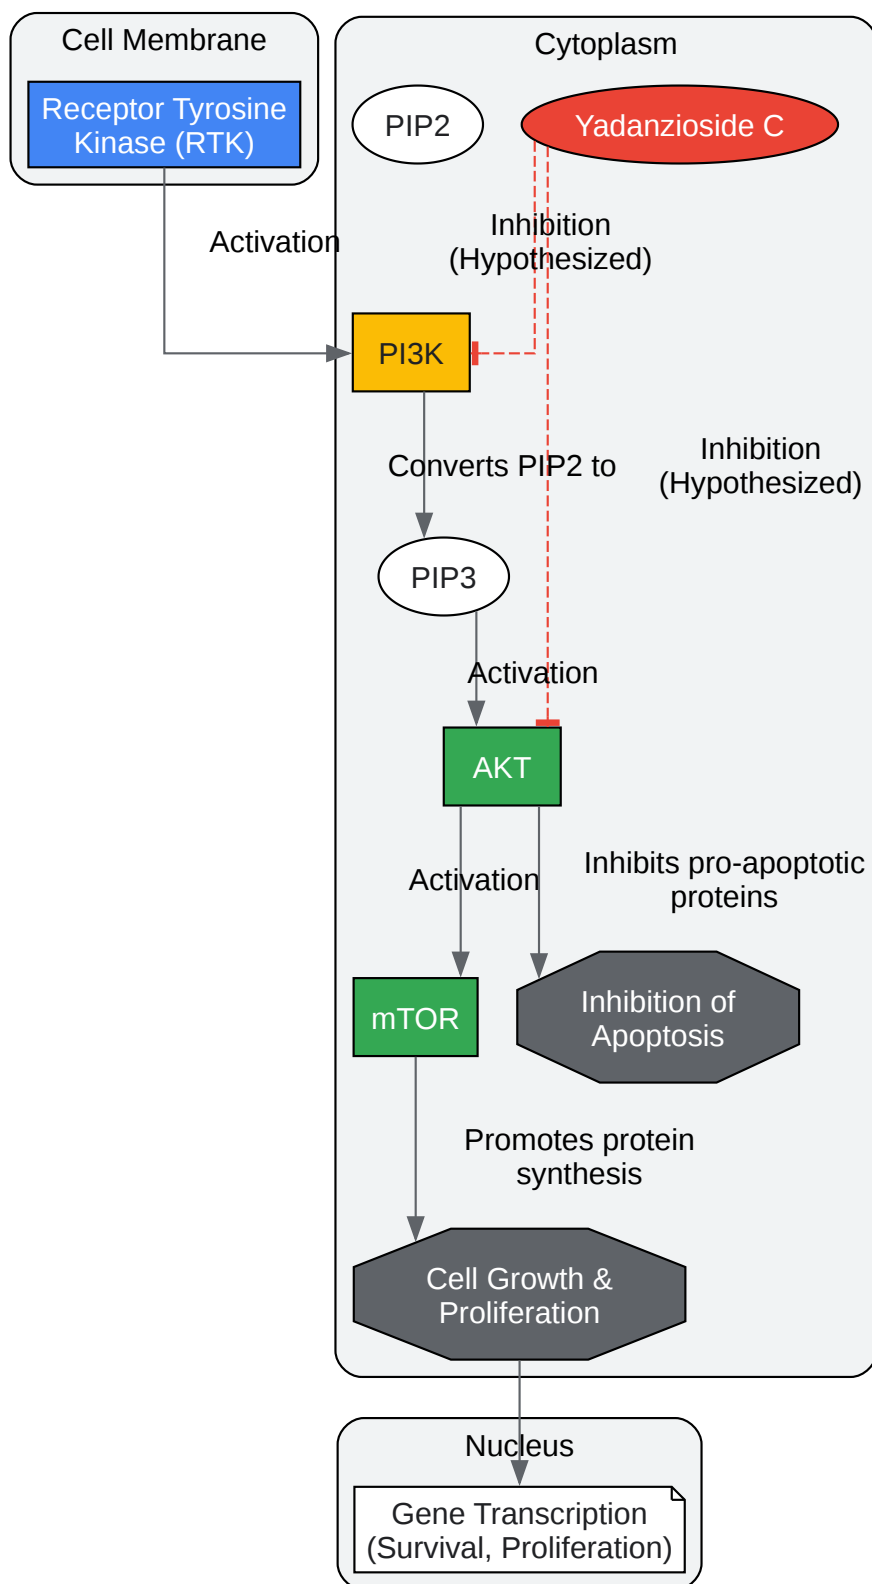 Cell Membrane
Receptor Tyrosine
Kinase (RTK)
Cytoplasm
PIP2
Yadanzioside C
Activation
Inhibition
(Hypothesized)
PI3K
Converts PIP2 to
Inhibition
(Hypothesized)
PIP3
Activation
AKT
Activation
Inhibits pro-apoptotic
proteins
mTOR
Inhibition of
Apoptosis
Promotes protein
synthesis
Cell Growth &
Proliferation
Nucleus
Gene Transcription
(Survival, Proliferation)